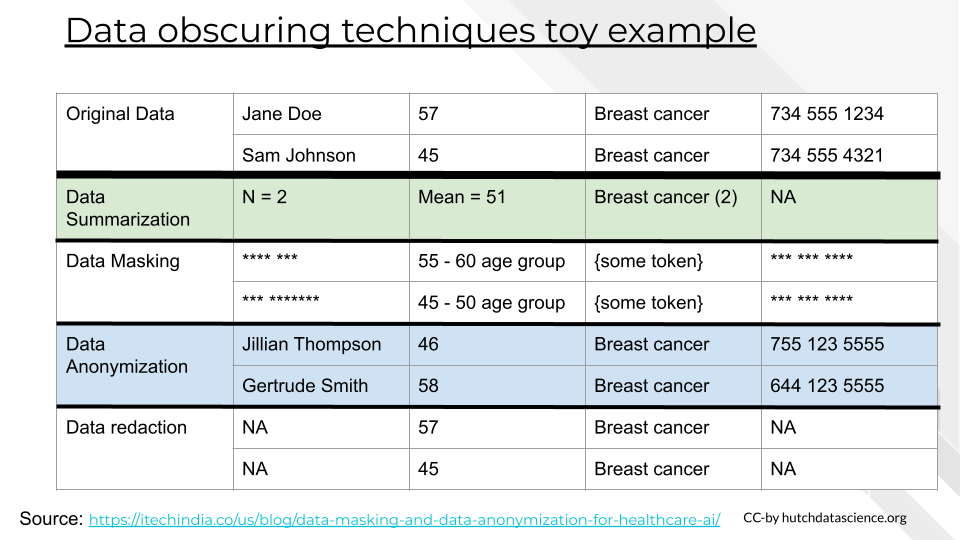 Data obscuring techniques toy example
Original Data Jane Doe 57 Breast cancer 734 555 1234
Sam Johnson 45 Breast cancer 734 555 4321
Data Summarization N = 2 Mean = 51 Breast cancer (2) NA
Data Masking **** *** 55 - 60 age group {some token} *** *** ****
*** ******* 45 - 50 age group {some token} *** *** ****
Data Anonymization Jillian Thompson 46 Breast cancer 755 123 5555
Gertrude Smith 58 Breast cancer 644 123 5555
Data redaction NA 57 Breast cancer NA
NA 45 Breast cancer NA
Source: https://itechindia.co/us/blog/data-masking-and-data-anonymization-for-healthcare-ai/ CC-by hutchdatascience.org